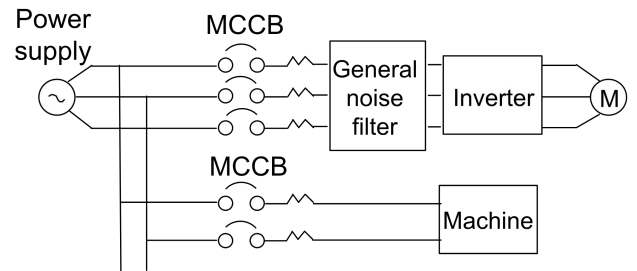 Power
supply
MCCB
General
noise
filter
Inverter
M
MCCB
Machine